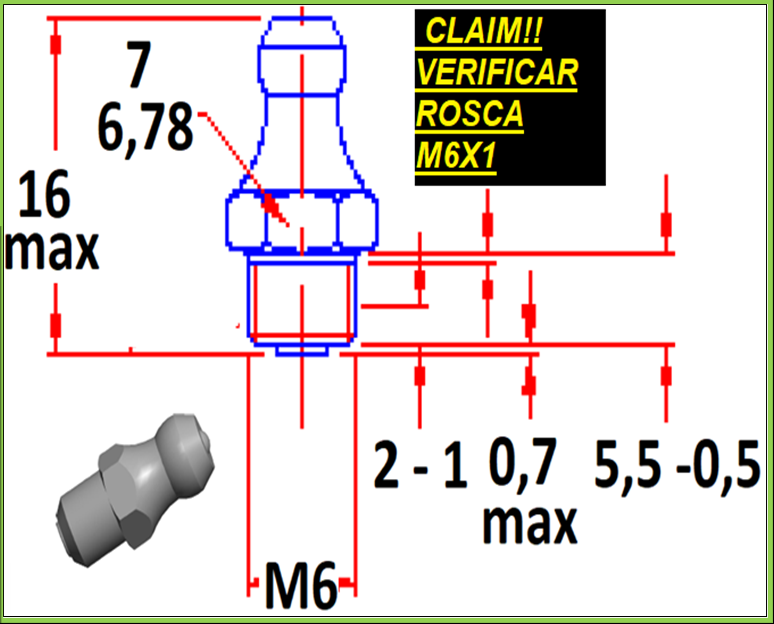 CLAIM!!
VERIFICAR
ROSCA
M6X1
7
6,78
16
max
2 - 1
0,7
max
5,5 -0,5
M6